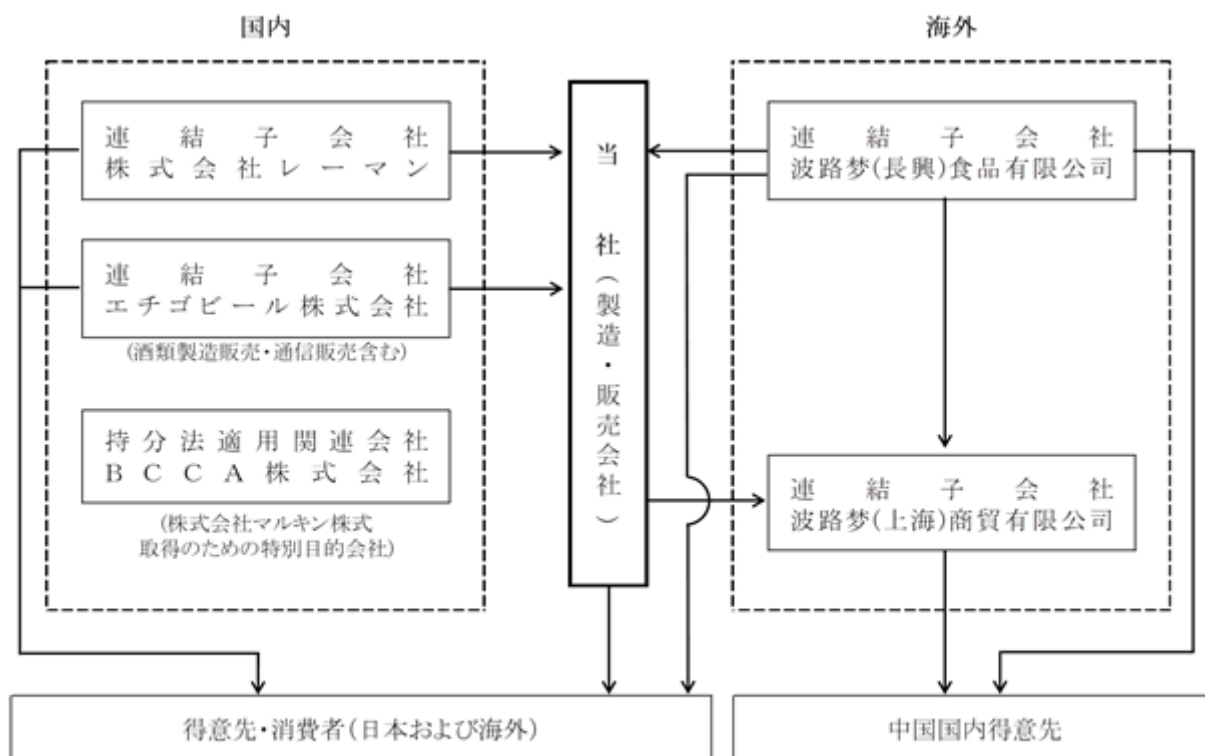 国内
連結子会社
株式会社レーマン
連結子会社
エチゴビール株式会社
(酒類製造販売・通信販売含む)
持分法適用関連会社
BCCA株式会社
(株式会社マルキン株式
取得のための特別目的会社)
当社(製造・販売会社)
海外
連結子会社
波路梦(長興)食品有限公司
連結子会社
波路梦(上海)商貿有限公司
得意先・消費者(日本および海外)
中国国内得意先